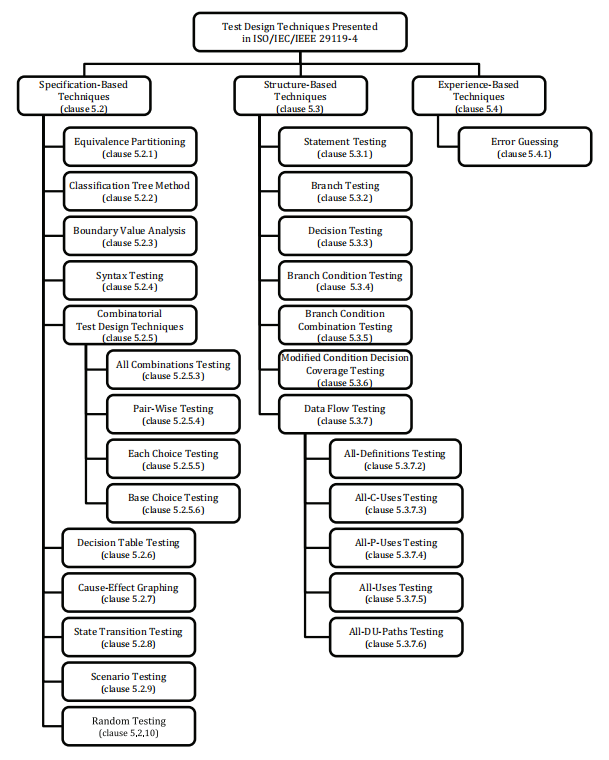 Test Design Techniques Presented
in ISO/IEC/IEEE 29119-4
Specification-Based
Techniques
(clause 5.2)
Equivalence Partitioning
(clause 5.2.1)
Classification Tree Method
(clause 5.2.2)
Boundary Value Analysis
(clause 5.2.3)
Syntax Testing
(clause 5.2.4)
Combinatorial
Test Design Techniques
(clause 5.2.5)
All Combinations Testing
(clause 5.2.5.3)
Pair-Wise Testing
(clause 5.2.5.4)
Each Choice Testing
(clause 5.2.5.5)
Base Choice Testing
(clause 5.2.5.6)
Decision Table Testing
(clause 5.2.6)
Cause-Effect Graphing
(clause 5.2.7)
State Transition Testing
(clause 5.2.8)
Scenario Testing
(clause 5.2.9)
Random Testing
(clause 5,2,10)
Structure-Based
Techniques
(clause 5.3)
Statement Testing
(clause 5.3.1)
Branch Testing
(clause 5.3.2)
Decision Testing
(clause 5.3.3)
Branch Condition Testing
(clause 5.3.4)
Branch Condition
Combination Testing
(clause 5.3.5)
Modified Condition Decision
Coverage Testing
(clause 5.3.6)
Data Flow Testing
(clause 5.3.7)
All-Definitions Testing
(clause 5.3.7.2)
All-C-Uses Testing
(clause 5.3.7.3)
All-P-Uses Testing
(clause 5.3.7.4)
All-Uses Testing
(clause 5.3.7.5)
All-DU-Paths Testing
(clause 5.3.7.6)
Experience-Based
Techniques
(clause 5.4)
Error Guessing
(clause 5.4.1)